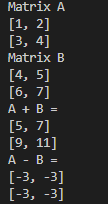 Matrix A
[1, 2]
[3, 4]
Matrix B
[4, 5]
[6, 7]
A + B =
[5, 7]
[9, 11]
A - B =
[-3, -3]
[-3, -3]